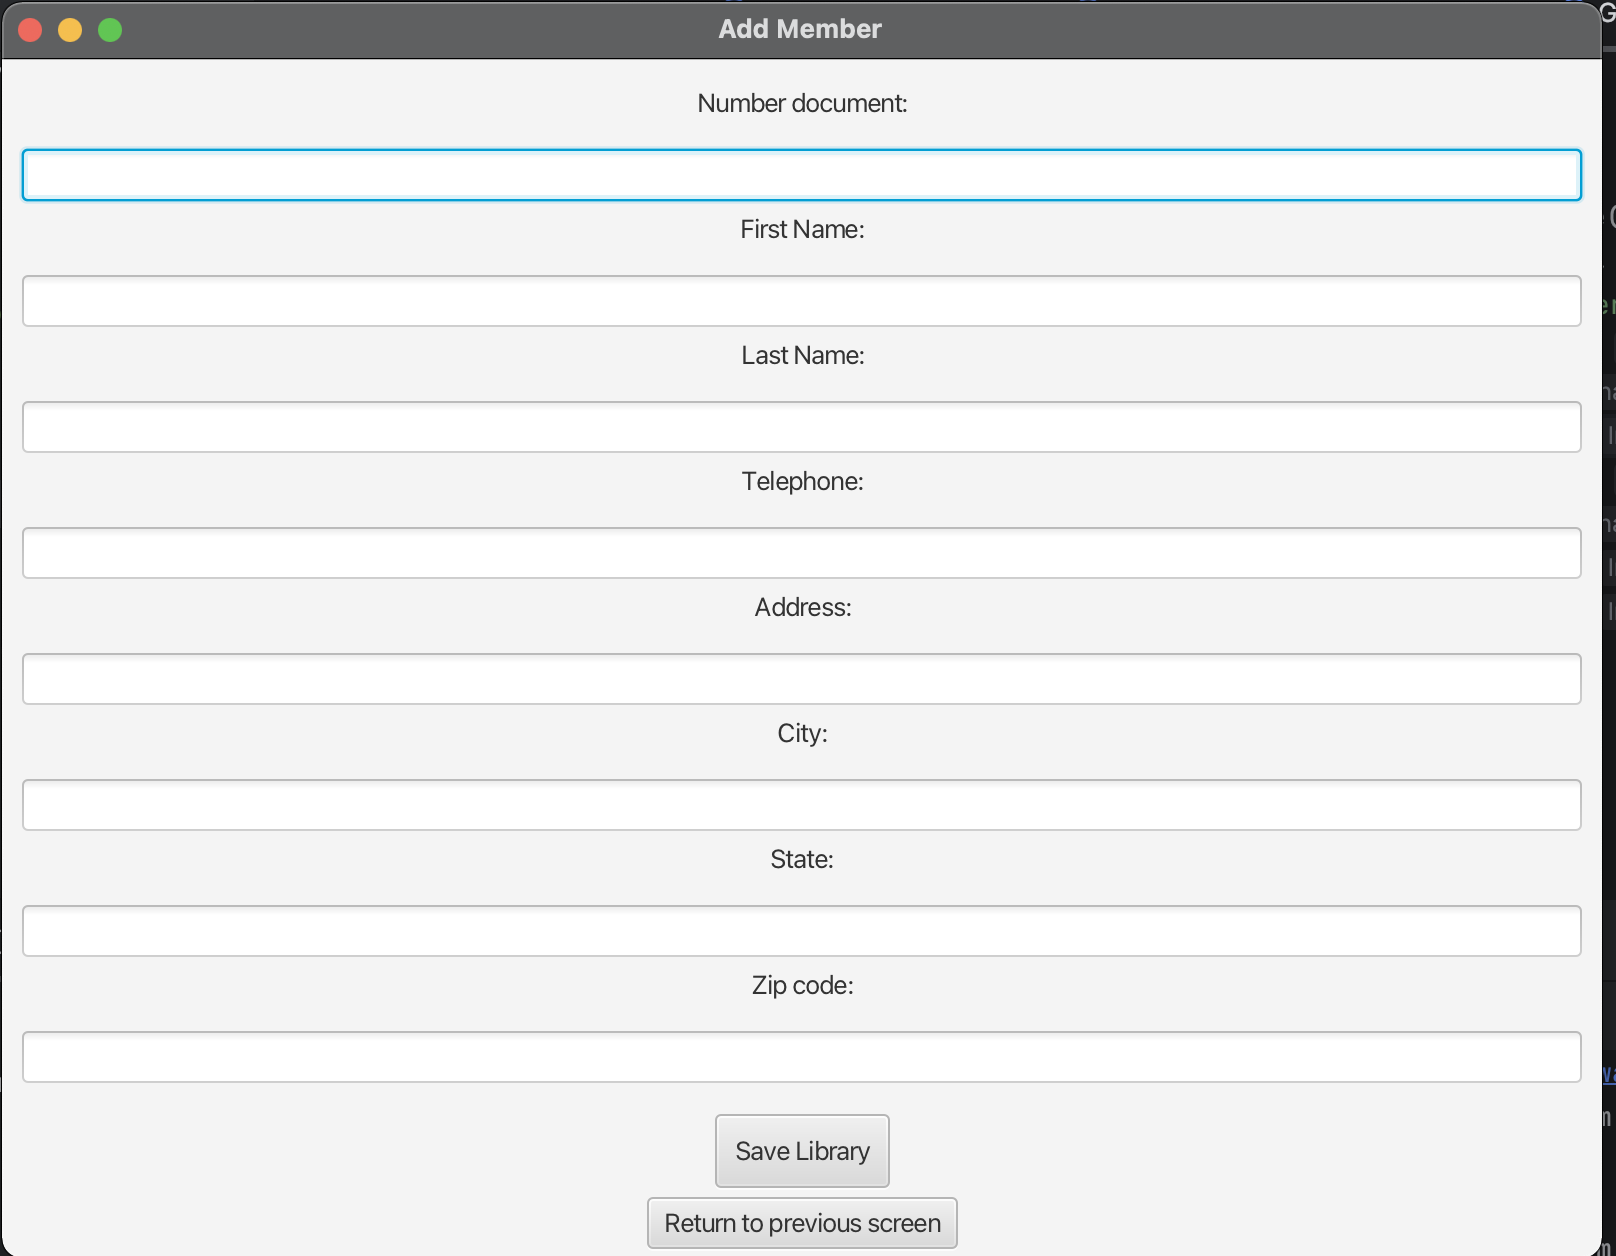 Add Member
Number document:
First Name:
Last Name:
Telephone:
Address:
City:
State:
Zip code:
Save Library
Return to previous screen